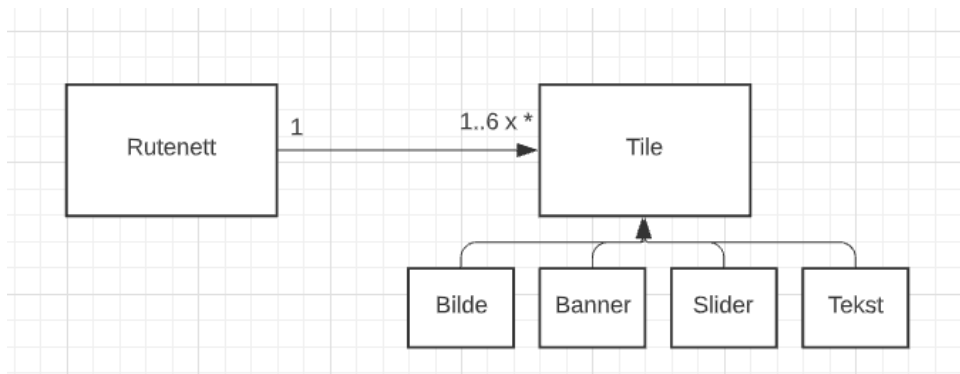 Rutenett
1
1..6 x *
Tile
Bilde
Banner
Slider
Tekst